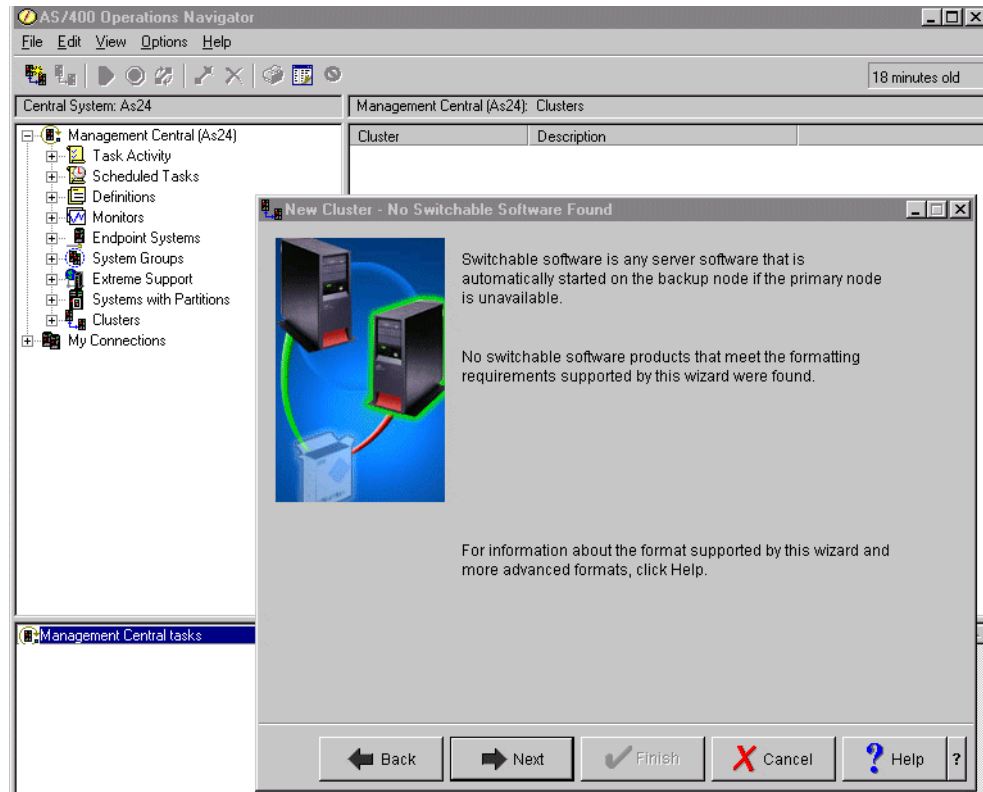 AS/400 Operations Navigator
File Edit View Options Help
18 minutes old
Central System: As24
Management Central (As24): Clusters
Cluster Description
Management Central (As24)
Task Activity
Scheduled Tasks
Definitions
Monitors
Endpoint Systems
System Groups
Extreme Support
Systems with Partitions
Clusters
My Connections
New Cluster - No Switchable Software Found
Switchable software is any server software that is
automatically started on the backup node if the primary node
is unavailable.
No switchable software products that meet the formatting
requirements supported by this wizard were found.
For information about the format supported by this wizard and
more advanced formats, click Help.
Management Central tasks
Back Next Finish Cancel ? Help ?